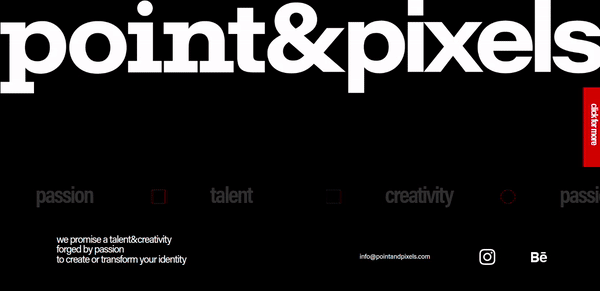 point&pixels
click for more
passion talent creativity passi
we promise a talent&creativity
forged by passion
to create or transform your identity
info@pointandpixels.com
Bē